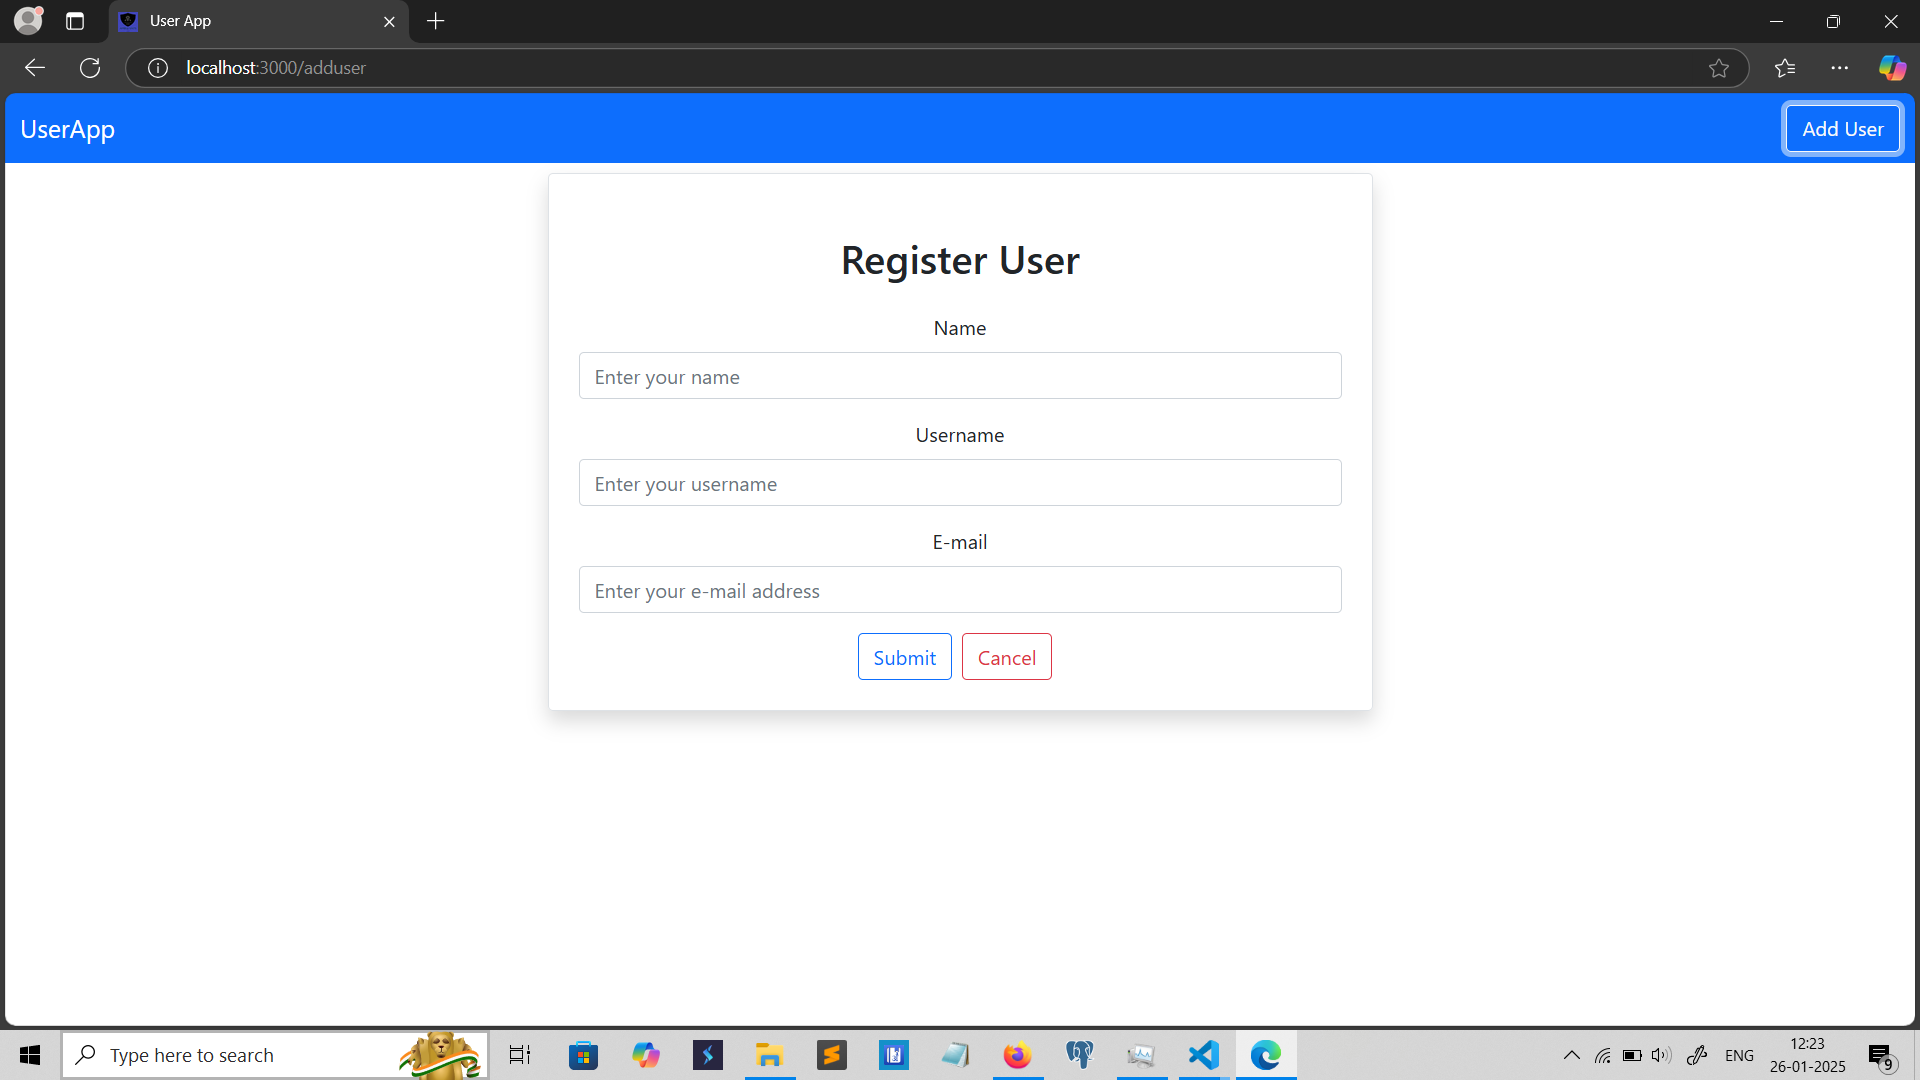 User App
localhost:3000/adduser
UserApp
Add User
Register User
Name
Enter your name
Username
Enter your username
E-mail
Enter your e-mail address
Submit Cancel
Type here to search
ENG
12:23
26-01-2025
9